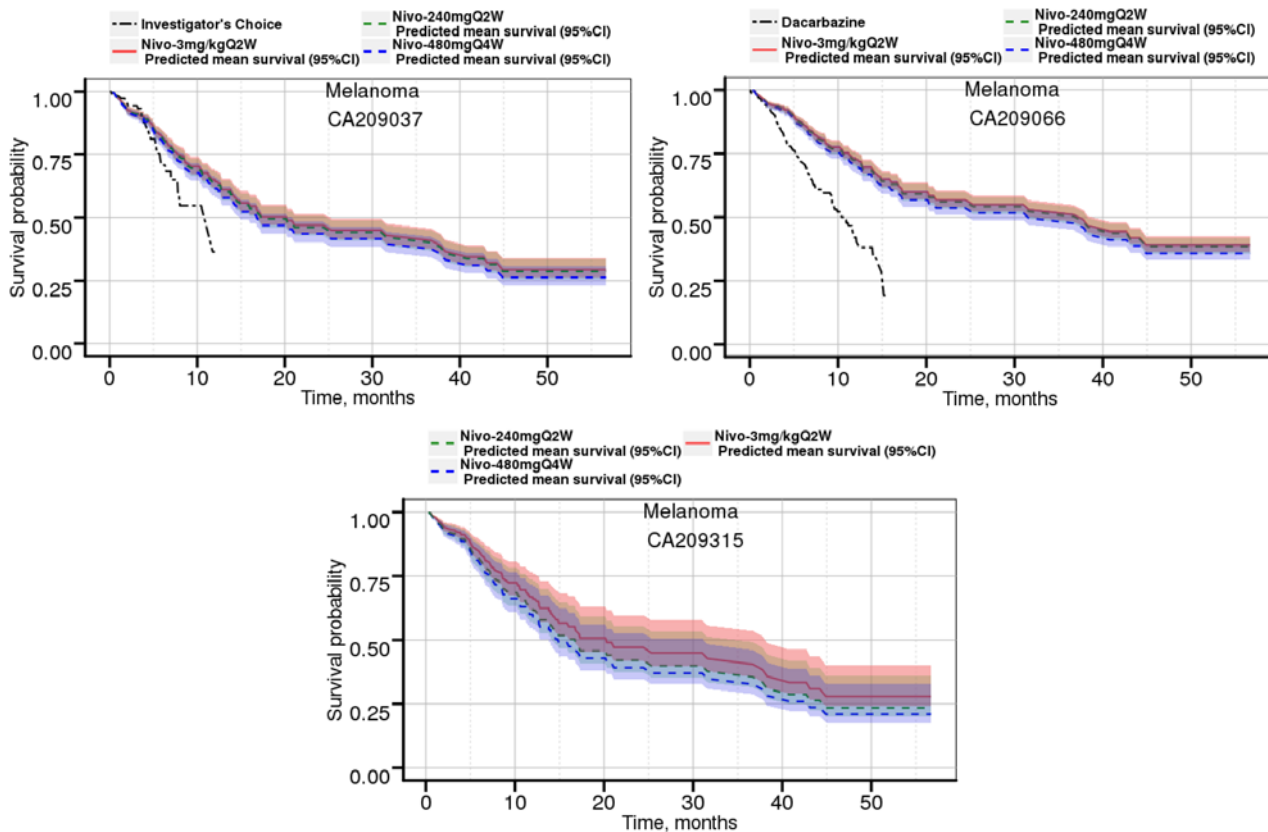 Investigator's Choice
Nivo-3mg/kgQ2W
Predicted mean survival (95%CI)
Nivo-240mgQ2W
Predicted mean survival (95%CI)
Nivo-480mgQ4W
Predicted mean survival (95%CI)
Melanoma
CA209037
1.00
0.75
0.50
0.25
0.00
Survival probability
0 10 20 30 40 50
Time, months
Dacarbazine
Nivo-3mg/kgQ2W
Predicted mean survival (95%CI)
Nivo-240mgQ2W
Predicted mean survival (95%CI)
Nivo-480mgQ4W
Predicted mean survival (95%CI)
Melanoma
CA209066
1.00
0.75
0.50
0.25
0.00
Survival probability
0 10 20 30 40 50
Time, months
Nivo-240mgQ2W
Predicted mean survival (95%CI)
Nivo-480mgQ4W
Predicted mean survival (95%CI)
Nivo-3mg/kgQ2W
Predicted mean survival (95%CI)
Melanoma
CA209315
1.00
0.75
0.50
0.25
0.00
Survival probability
0 10 20 30 40 50
Time, months